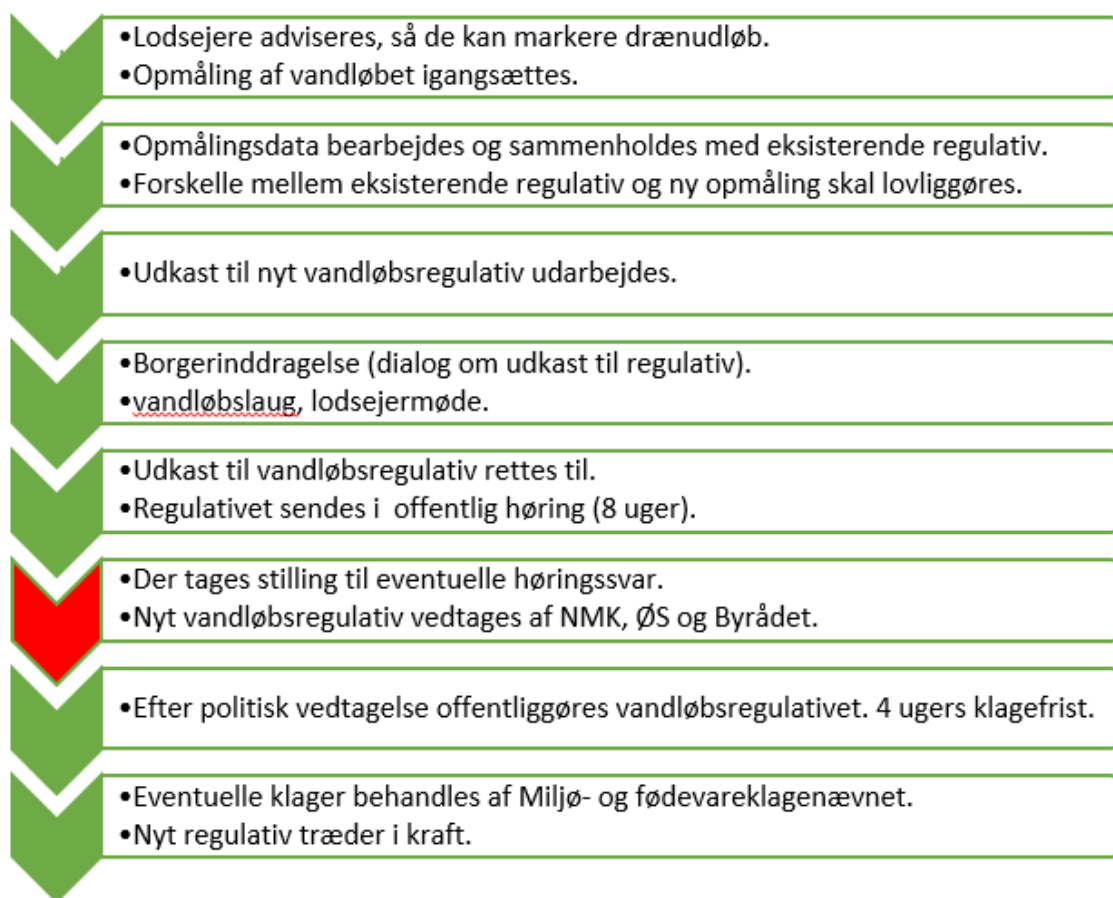 •Lodsejere adviseres, så de kan markere drænudløb.
•Opmåling af vandløbet igangsættes.
•Opmålingsdata bearbejdes og sammenholdes med eksisterende regulativ.
•Forskelle mellem eksisterende regulativ og ny opmåling skal lovliggøres.
•Udkast til nyt vandløbsregulativ udarbejdes.
•Borgerinddragelse (dialog om udkast til regulativ).
•vandløbslaug, lodsejermøde.
•Udkast til vandløbsregulativ rettes til.
•Regulativet sendes i  offentlig høring (8 uger).
•Der tages stilling til eventuelle høringssvar.
•Nyt vandløbsregulativ vedtages af NMK, ØS og Byrådet.
•Efter politisk vedtagelse offentliggøres vandløbsregulativet. 4 ugers klagefrist.
•Eventuelle klager behandles af Miljø- og fødevareklagenævnet.
•Nyt regulativ træder i kraft.